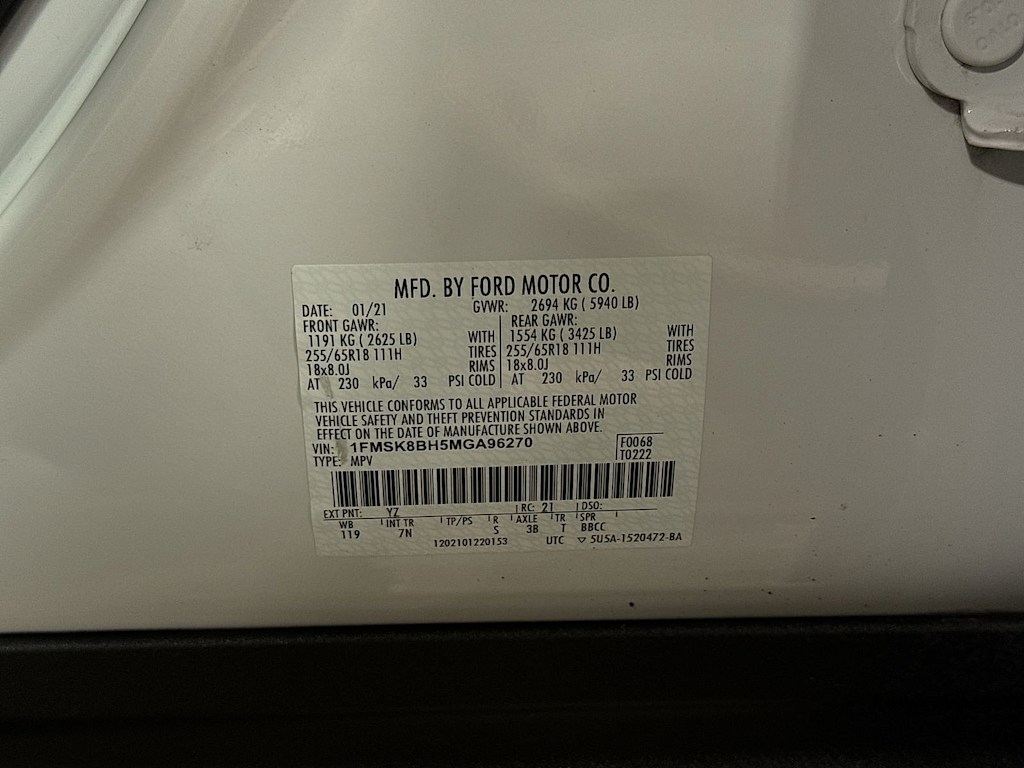 MFD. BY FORD MOTOR CO.
DATE: 01/21 GVWR: 2694 KG ( 5940 LB)
FRONT GAWR: REAR GAWR:
1191 KG ( 2625 LB) WITH 1554 KG ( 3425 LB) WITH
255/65R18 111H TIRES 255/65R18 111H TIRES
18x8.0J RIMS 18x8.0J RIMS
AT 230 kPa/ 33 PSI COLD AT 230 kPa/ 33 PSI COLD
THIS VEHICLE CONFORMS TO ALL APPLICABLE FEDERAL MOTOR
VEHICLE SAFETY AND THEFT PREVENTION STANDARDS IN
EFFECT ON THE DATE OF MANUFACTURE SHOWN ABOVE.
VIN: 1FMSK8BH5MGA96270 F0068
TYPE: MPV T0222
EXT PNT: YZ RC: 21 DSO:
WB INT TR TP/PS R AXLE TR SPR
119 7N S 3B T BBCC
1202101220153 UTC ▽ 5U5A-1520472-BA